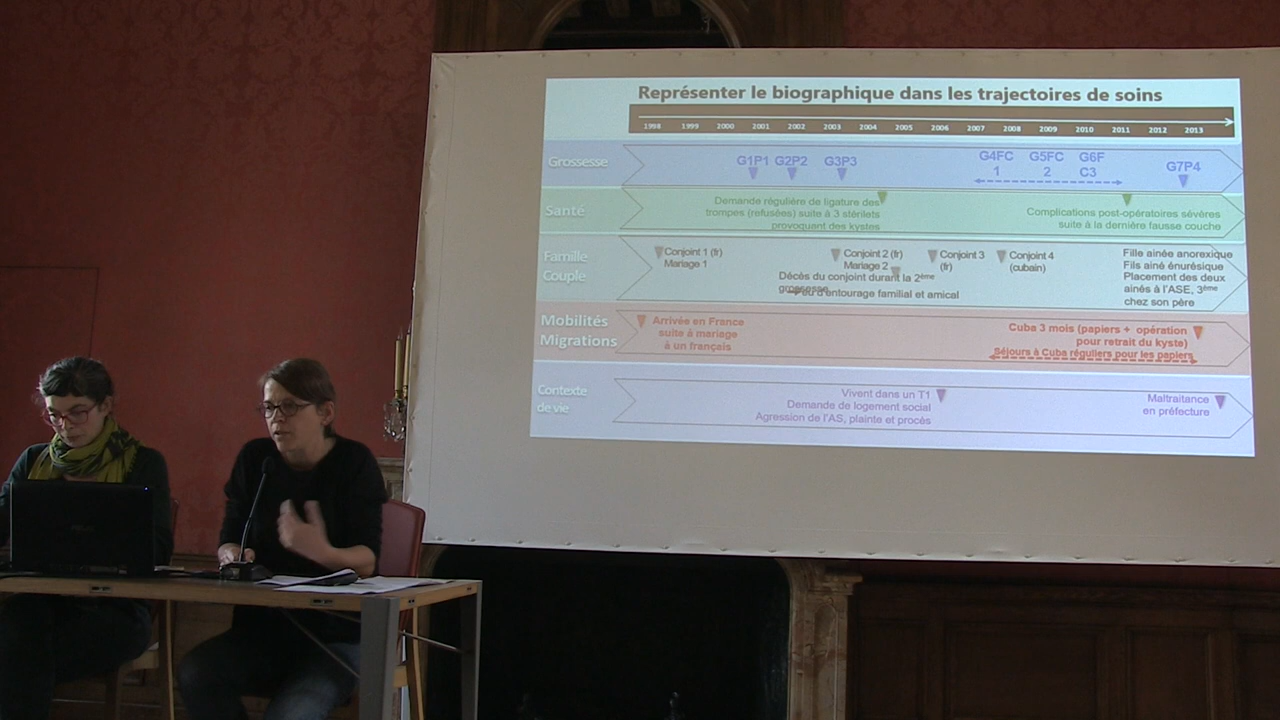 Représenter le biographique dans les trajectoires de soins
1998 1999 2000 2001 2002 2003 2004 2005 2006 2007 2008 2009 2010 2011 2012 2013
Grossesse
G1P1 G2P2 G3P3
G4FC
1
G5FC
2
G6F
C3
G7P4
Santé
Demande régulière de ligature des
trompes (refusées) suite à 3 stérilets
provoquant des kystes
Complications post-opératoires sévères
suite à la dernière fausse couche
Famille
Couple
Conjoint 1 (fr)
Mariage 1
Conjoint 2 (fr)
Mariage 2
Conjoint 3
(fr)
Conjoint 4
(cubain)
Décès du conjoint durant la 2ème
grossesse
Peu d'entourage familial et amical
Fille ainée anorexique
Fils ainé énurésique
Placement des deux
ainés à l'ASE, 3ème
chez son père
Mobilités
Migrations
Arrivée en France
suite à mariage
à un français
Cuba 3 mois (papiers + opération
pour retrait du kyste)
Séjours à Cuba réguliers pour les papiers
Contexte
de vie
Vivent dans un T1
Demande de logement social
Agression de l'AS, plainte et procès
Maltraitance
en préfecture